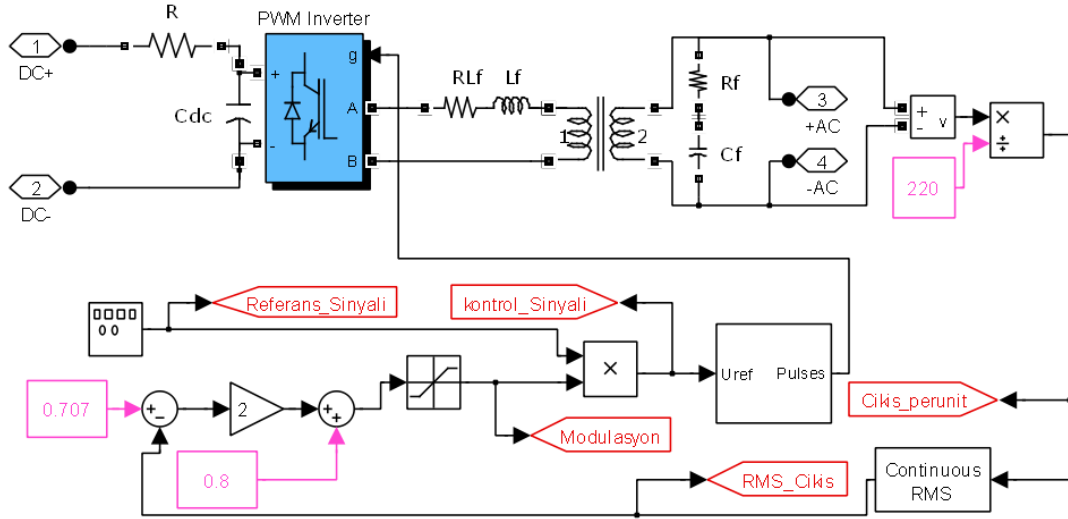 R
PWM Inverter
1
DC+
g
+
RLf
Lf
Rf
3
+AC
+
-
v
×
÷
Cdc
A
1
2
-
B
Cf
4
-AC
220
2
DC-
Referans_Sinyali
kontrol_Sinyali
×
Uref
Pulses
0.707
+
-
2
+
+
Cikis_perunit
Modulasyon
0.8
RMS_Cikis
Continuous
RMS